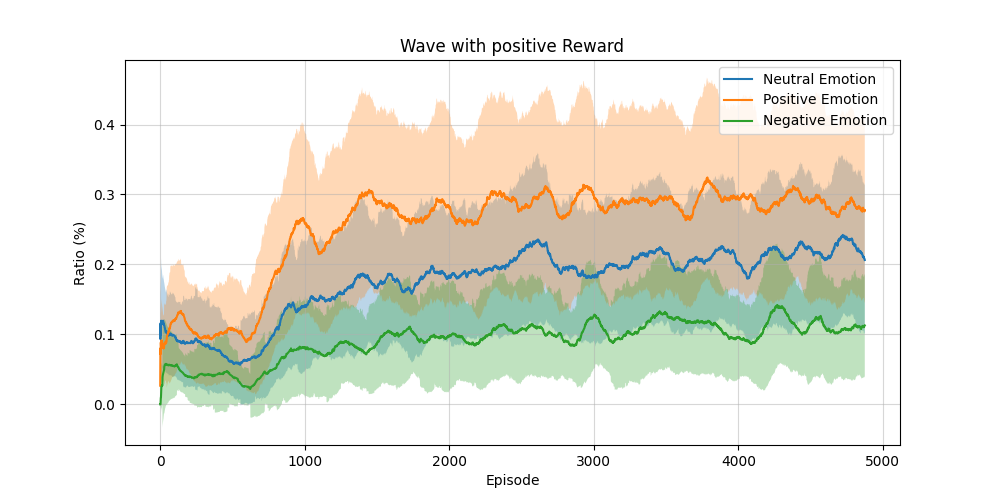 Wave with positive Reward
Neutral Emotion
Positive Emotion
Negative Emotion
Ratio (%)
0.4
0.3
0.2
0.1
0.0
0 1000 2000 3000 4000 5000
Episode